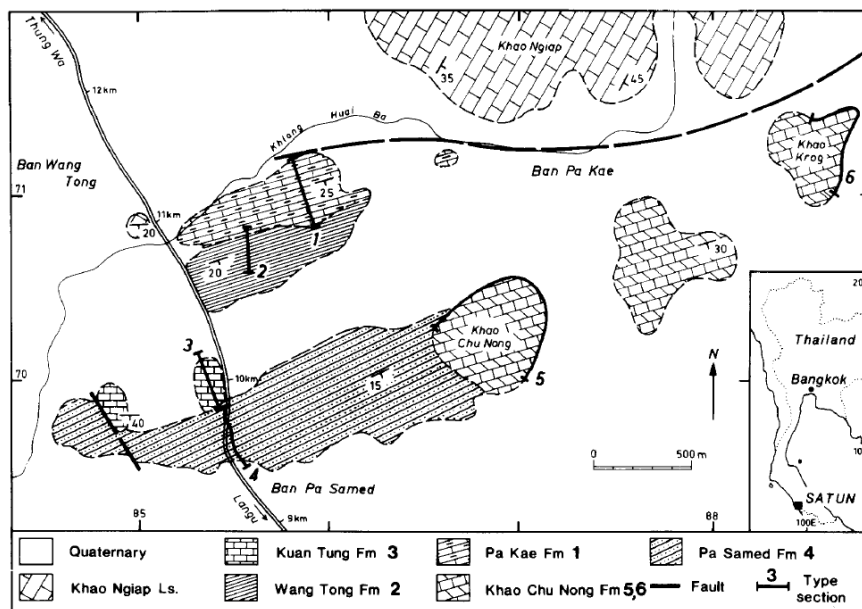 Thung Wa
Khao Ngiap
35
45
12km
Khlong Huai Ba
Khao
Krog
Ban Pa Kae
Ban Wang
Tong
6
71
25
11km
20
1
30
20
2
20
Thailand
Khao
Chu Nong
N
3
70
10km
Bangkok
15
5
10
40
0 500 m
4
Ban Pa Samed
SATUN
Langu
85
9km
88
100E
Quaternary
Kuan Tung Fm 3
Pa Kae Fm 1
Pa Samed Fm 4
Khao Ngiap Ls.
Wang Tong Fm 2
Khao Chu Nong Fm 5,6
Fault
3 Type
section